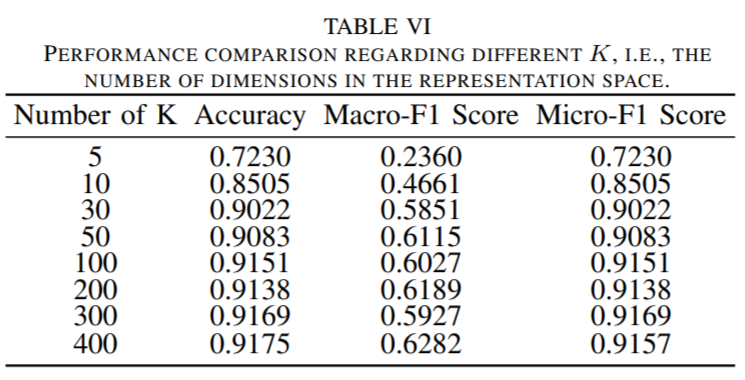 TABLE VI
PERFORMANCE COMPARISON REGARDING DIFFERENT K, I.E., THE
NUMBER OF DIMENSIONS IN THE REPRESENTATION SPACE.
Number of K Accuracy Macro-F1 Score Micro-F1 Score
5 0.7230 0.2360 0.7230
10 0.8505 0.4661 0.8505
30 0.9022 0.5851 0.9022
50 0.9083 0.6115 0.9083
100 0.9151 0.6027 0.9151
200 0.9138 0.6189 0.9138
300 0.9169 0.5927 0.9169
400 0.9175 0.6282 0.9157